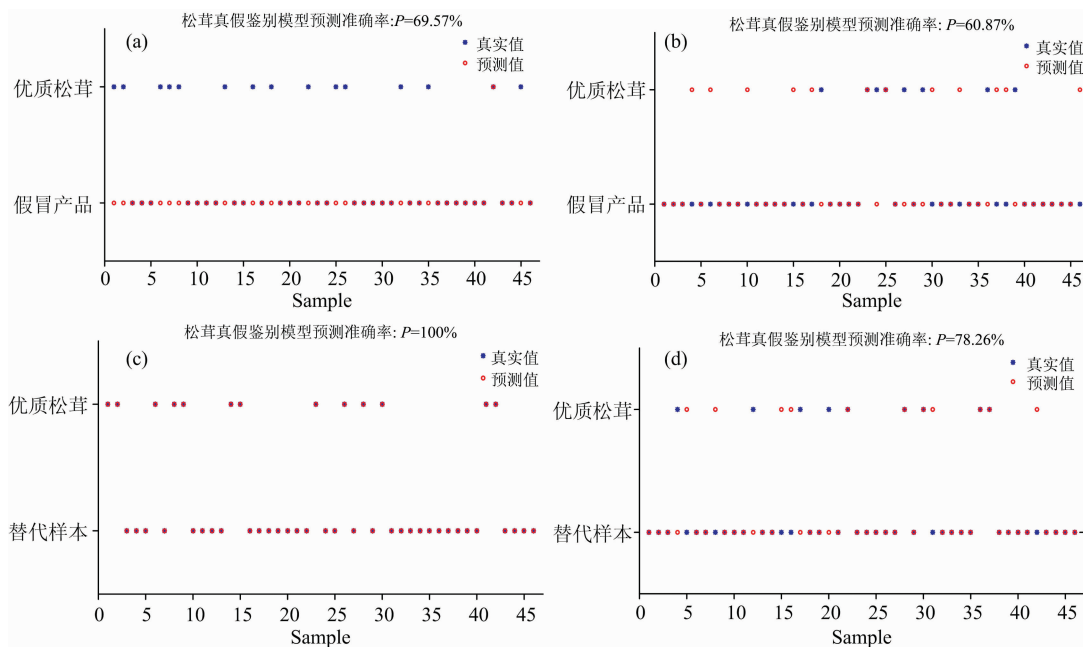 松茸真假鉴别模型预测准确率:P=69.57%
(a)
真实值
预测值
优质松茸
假冒产品
0 5 10 15 20 25 30 35 40 45
Sample
松茸真假鉴别模型预测准确率: P=60.87%
(b)
真实值
预测值
优质松茸
假冒产品
0 5 10 15 20 25 30 35 40 45
Sample
松茸真假鉴别模型预测准确率: P=100%
(c)
真实值
预测值
优质松茸
替代样本
0 5 10 15 20 25 30 35 40 45
Sample
松茸真假鉴别模型预测准确率: P=78.26%
(d)
真实值
预测值
优质松茸
替代样本
0 5 10 15 20 25 30 35 40 45
Sample